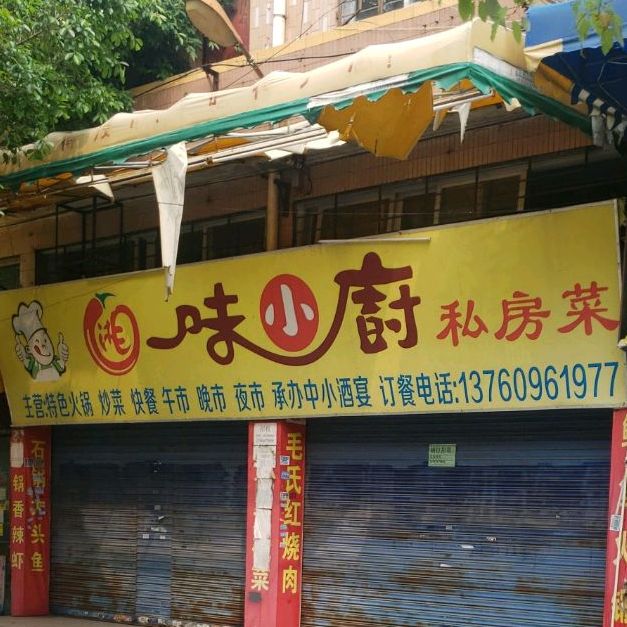 湘一味小廚 私房菜
主营:特色火锅 炒菜 快餐 午市 晚市 夜市 承办中小酒宴 订餐电话:13760961977
锅香辣虾
毛氏红烧肉
菜